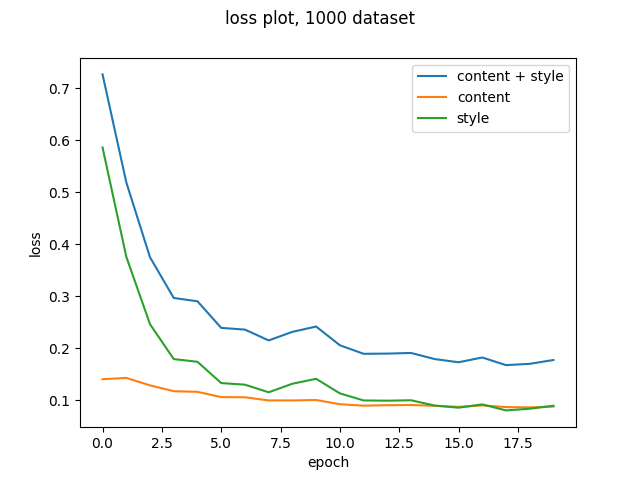 loss plot, 1000 dataset
content + style
content
style
loss
0.7
0.6
0.5
0.4
0.3
0.2
0.1
0.0 2.5 5.0 7.5 10.0 12.5 15.0 17.5
epoch